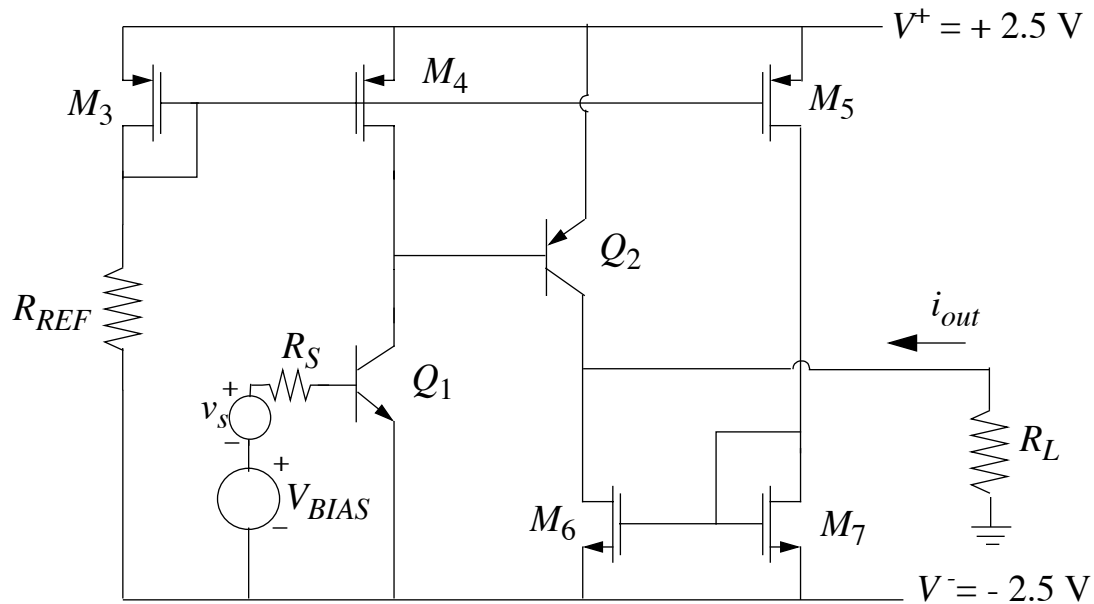 V⁺ = + 2.5 V
M₃
M₄
M₅
Q₂
R_REF
i_out
R_S
+
Q₁
v_s
−
+
R_L
V_BIAS
−
M₆
M₇
V⁻ = - 2.5 V